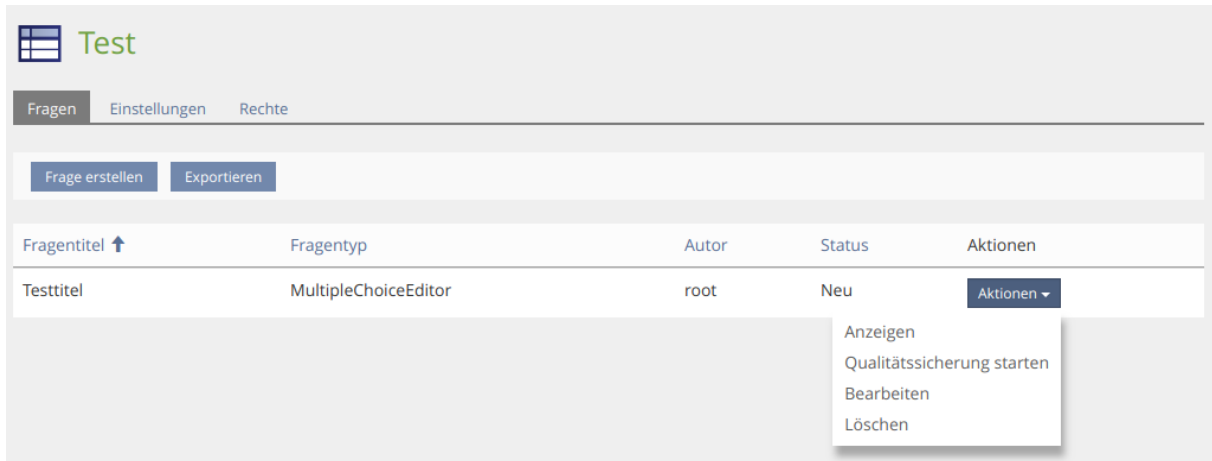 Test
Fragen Einstellungen Rechte
Frage erstellen Exportieren
Fragentitel Fragentyp Autor Status Aktionen
Testtitel MultipleChoiceEditor root Neu Aktionen
Anzeigen
Qualitätssicherung starten
Bearbeiten
Löschen